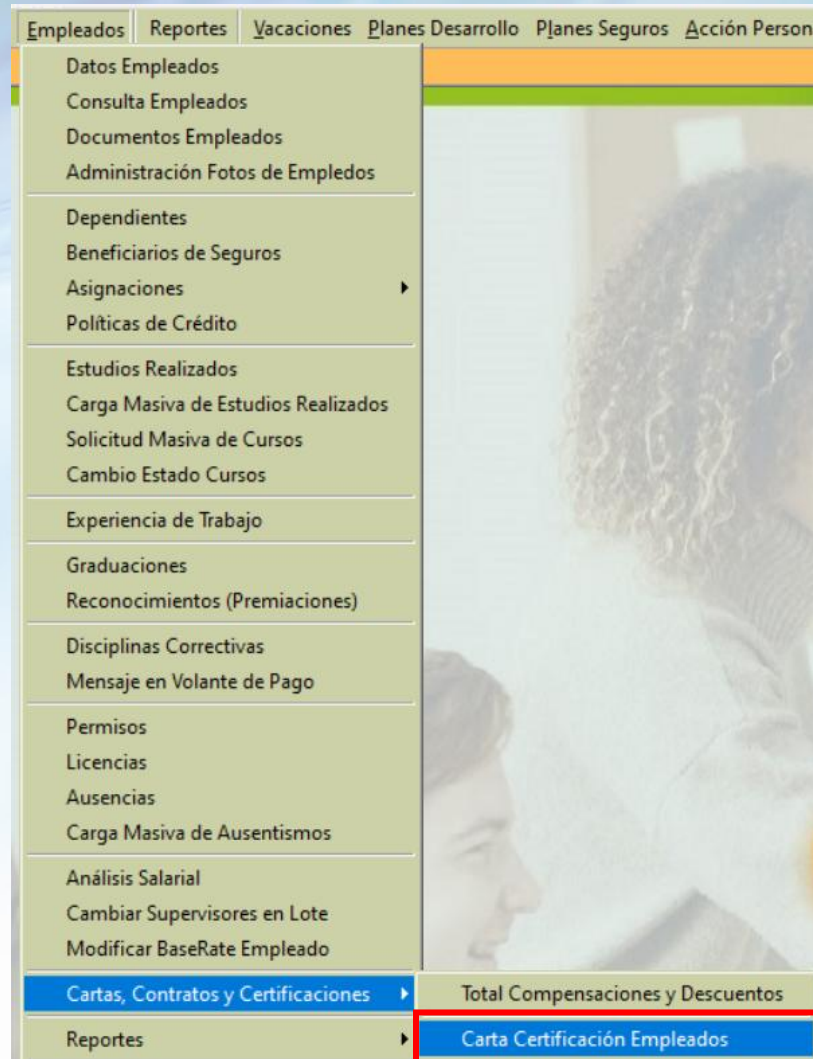 Empleados Reportes Vacaciones Planes Desarrollo Planes Seguros Acción Person
Datos Empleados
Consulta Empleados
Documentos Empleados
Administración Fotos de Empledos
Dependientes
Beneficiarios de Seguros
Asignaciones
Políticas de Crédito
Estudios Realizados
Carga Masiva de Estudios Realizados
Solicitud Masiva de Cursos
Cambio Estado Cursos
Experiencia de Trabajo
Graduaciones
Reconocimientos (Premiaciones)
Disciplinas Correctivas
Mensaje en Volante de Pago
Permisos
Licencias
Ausencias
Carga Masiva de Ausentismos
Análisis Salarial
Cambiar Supervisores en Lote
Modificar BaseRate Empleado
Cartas, Contratos y Certificaciones Total Compensaciones y Descuentos
Reportes Carta Certificación Empleados